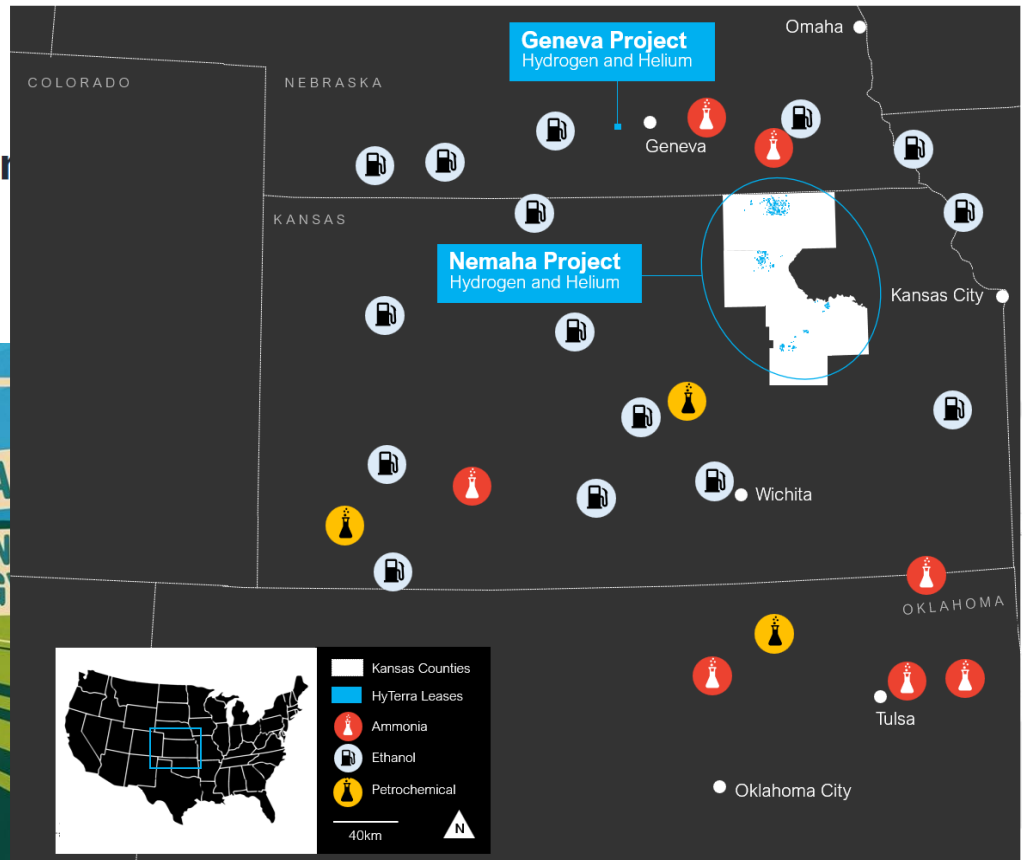 Omaha
Geneva Project
Hydrogen and Helium
COLORADO
NEBRASKA
Geneva
KANSAS
Nemaha Project
Hydrogen and Helium
Kansas City
Wichita
OKLAHOMA
Kansas Counties
HyTerra Leases
Ammonia
Ethanol
Petrochemical
40km
N
Tulsa
Oklahoma City